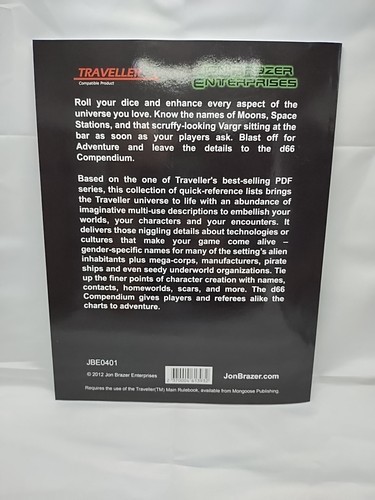 TRAVELLER
Compatible Product
ENTERPRISES
Roll your dice and enhance every aspect of the
universe you love. Know the names of Moons, Space
Stations, and that scruffy-looking Vargr sitting at the
bar as soon as your players ask. Blast off for
Adventure and leave the details to the d66
Compendium.
Based on the one of Traveller's best-selling PDF
series, this collection of quick-reference lists brings
the Traveller universe to life with an abundance of
imaginative multi-use descriptions to embellish your
worlds, your characters and your encounters. It
delivers those niggling details about technologies or
cultures that make your game come alive –
gender-specific names for many of the setting's alien
inhabitants plus mega-corps, manufacturers, pirate
ships and even seedy underworld organizations. Tie
up the finer points of character creation with names,
contacts, homeworlds, scars, and more. The d66
Compendium gives players and referees alike the
charts to adventure.
JBE0401
© 2012 Jon Brazer Enterprises
JonBrazer.com
Requires the use of the Traveller(TM) Main Rulebook, available from Mongoose Publishing